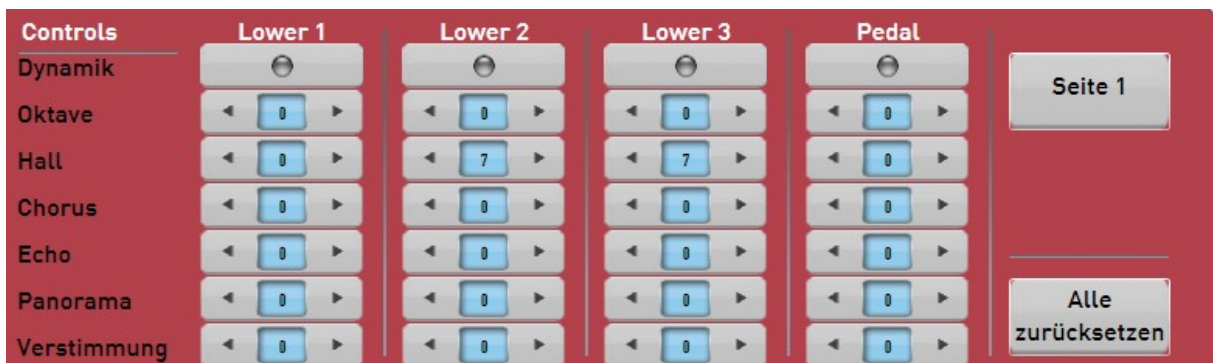 Controls Lower 1 Lower 2 Lower 3 Pedal
Dynamik
Seite 1
Oktave 0 0 0 0
Hall 0 7 7 0
Chorus 0 0 0 0
Echo 0 0 0 0
Panorama 0 0 0 0
Alle
zurücksetzen
Verstimmung 0 0 0 0